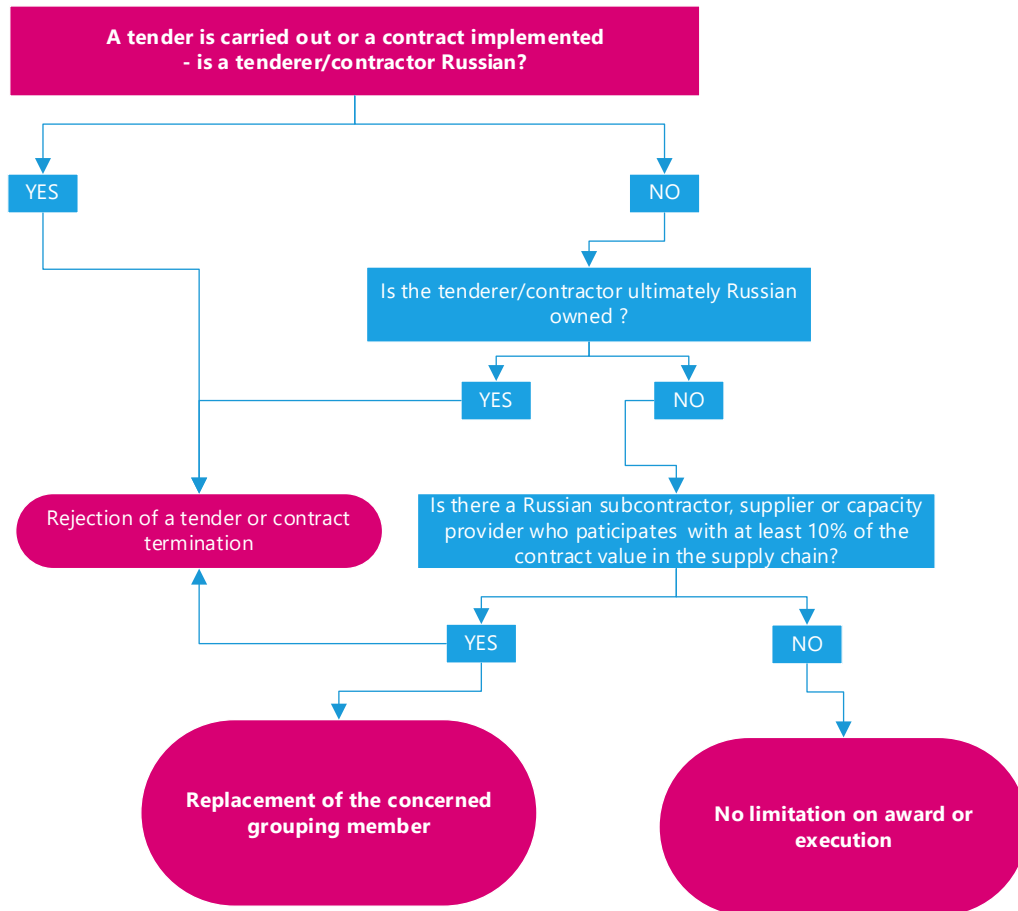 A tender is carried out or a contract implemented
- is a tenderer/contractor Russian?
YES
NO
Is the tenderer/contractor ultimately Russian
owned ?
YES
NO
Rejection of a tender or contract
termination
Is there a Russian subcontractor, supplier or capacity
provider who paticipates with at least 10% of the
contract value in the supply chain?
YES
NO
Replacement of the concerned
grouping member
No limitation on award or
execution